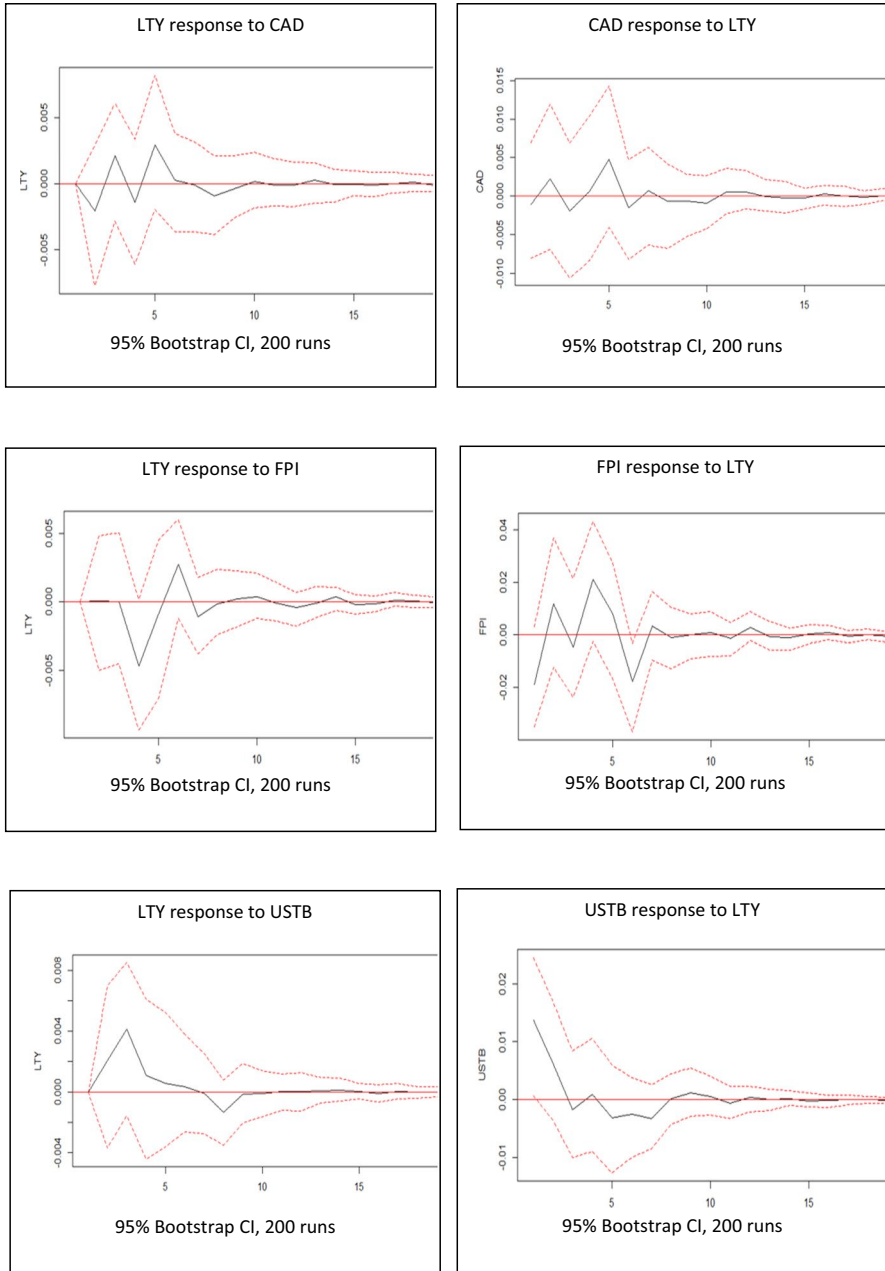 LTY response to CAD
0.005
0.000
-0.005
LTY
5
10
15
95% Bootstrap CI, 200 runs
CAD response to LTY
0.015
0.010
0.005
0.000
-0.005
-0.010
CAD
5
10
15
95% Bootstrap CI, 200 runs
LTY response to FPI
0.005
0.000
-0.005
LTY
5
10
15
95% Bootstrap CI, 200 runs
FPI response to LTY
0.04
0.02
0.00
-0.02
FPI
5
10
15
95% Bootstrap CI, 200 runs
LTY response to USTB
0.008
0.004
0.000
-0.004
LTY
5
10
15
95% Bootstrap CI, 200 runs
USTB response to LTY
0.02
0.01
0.00
-0.01
USTB
5
10
15
95% Bootstrap CI, 200 runs